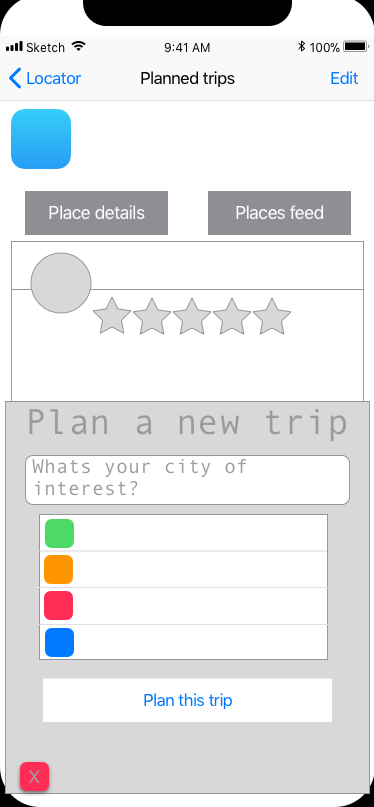 Sketch 9:41 AM 100%
Locator Planned trips Edit
Place details Places feed
Plan a new trip
Whats your city of
interest?
Plan this trip
X